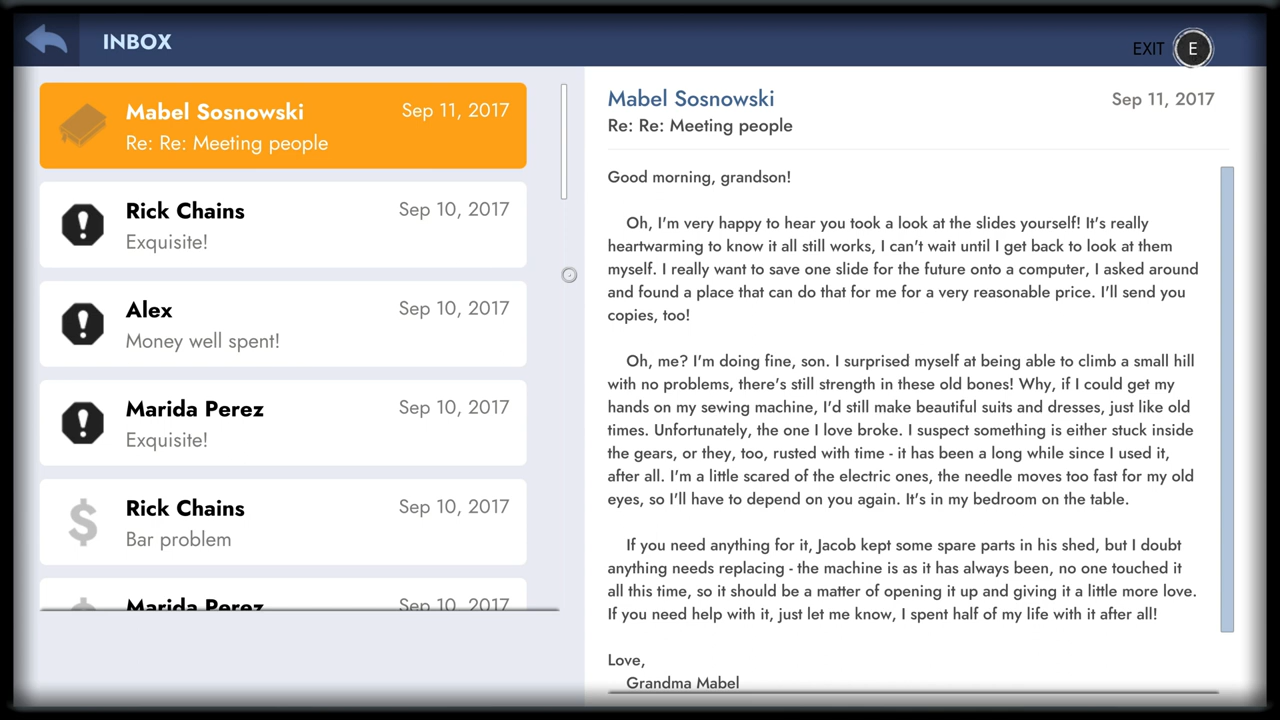 INBOX
EXIT E
Mabel Sosnowski Sep 11, 2017
Re: Re: Meeting people
Rick Chains Sep 10, 2017
Exquisite!
Alex Sep 10, 2017
Money well spent!
Marida Perez Sep 10, 2017
Exquisite!
Rick Chains Sep 10, 2017
Bar problem
Marida Perez Sep 10, 2017
Mabel Sosnowski Sep 11, 2017
Re: Re: Meeting people
Good morning, grandson!
Oh, I'm very happy to hear you took a look at the slides yourself! It's really
heartwarming to know it all still works, I can't wait until I get back to look at them
myself. I really want to save one slide for the future onto a computer, I asked around
and found a place that can do that for me for a very reasonable price. I'll send you
copies, too!
Oh, me? I'm doing fine, son. I surprised myself at being able to climb a small hill
with no problems, there's still strength in these old bones! Why, if I could get my
hands on my sewing machine, I'd still make beautiful suits and dresses, just like old
times. Unfortunately, the one I love broke. I suspect something is either stuck inside
the gears, or they, too, rusted with time - it has been a long while since I used it,
after all. I'm a little scared of the electric ones, the needle moves too fast for my old
eyes, so I'll have to depend on you again. It's in my bedroom on the table.
If you need anything for it, Jacob kept some spare parts in his shed, but I doubt
anything needs replacing - the machine is as it has always been, no one touched it
all this time, so it should be a matter of opening it up and giving it a little more love.
If you need help with it, just let me know, I spent half of my life with it after all!
Love,
Grandma Mabel